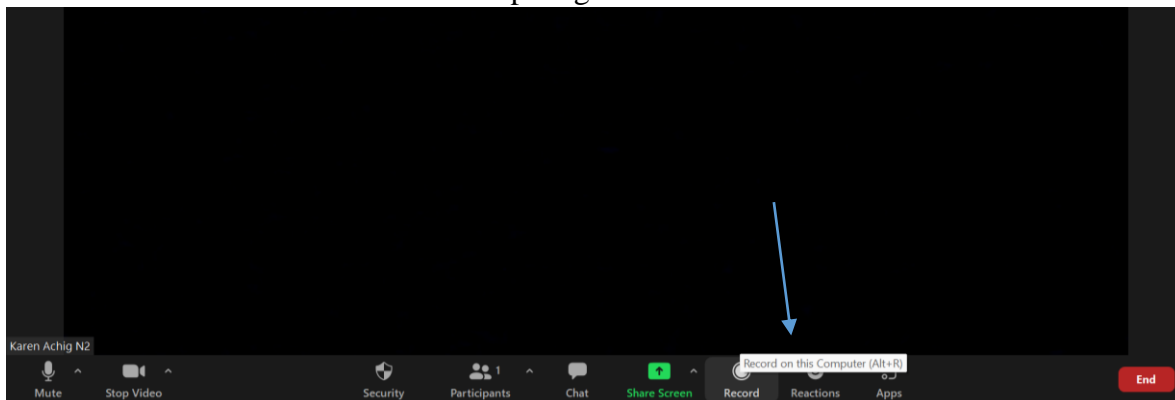 Karen Achig N2
1
Record on this Computer (Alt+R)
Mute Stop Video Security Participants Chat Share Screen Record Reactions Apps End